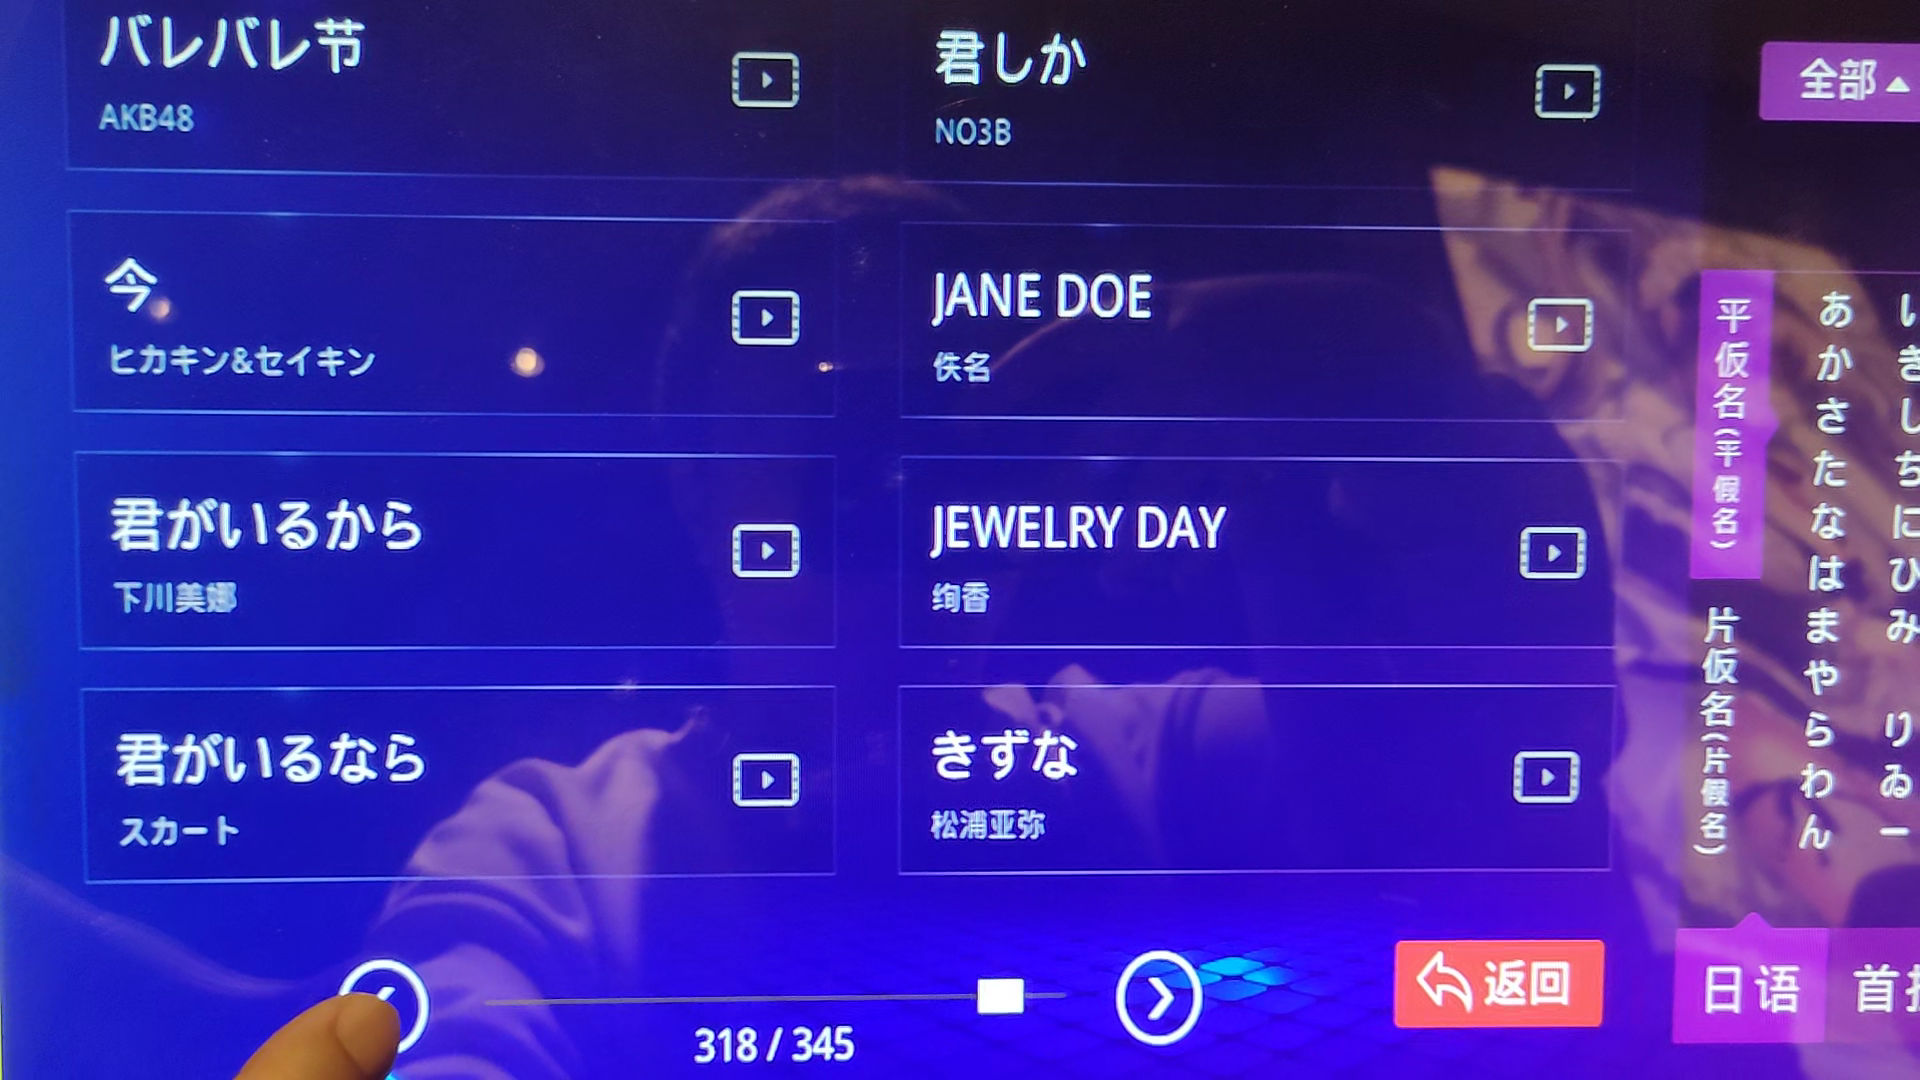 バレバレ节
AKB48
君しか
NO3B
全部
今
ヒカキン&セイキン
JANE DOE
佚名
君がいるから
下川美娜
JEWELRY DAY
绚香
君がいるなら
スカート
きずな
松浦亚弥
平仮名(平假名)
片仮名(片假名)
あかさたなはまやらわん
いきしちにひみ りゐー
318 / 345
返回
日语
首